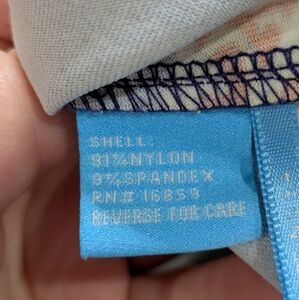 SHELL:
91%NYLON
9%SPANDEX
RN# 16859
REVERSE FOR CARE